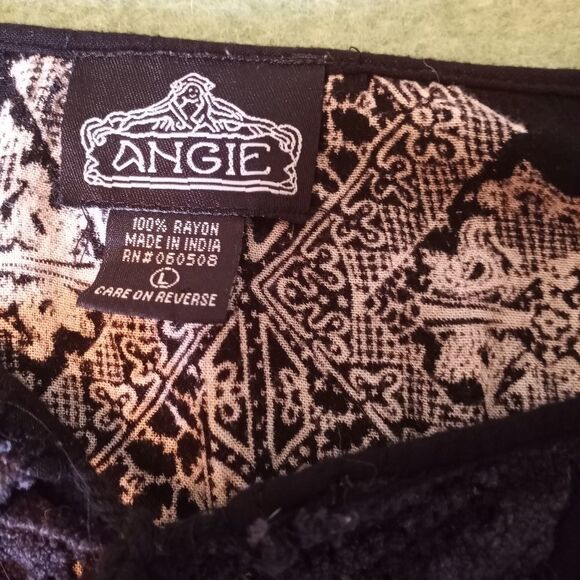 ANGIE
100% RAYON
MADE IN INDIA
RN#060508
L
CARE ON REVERSE